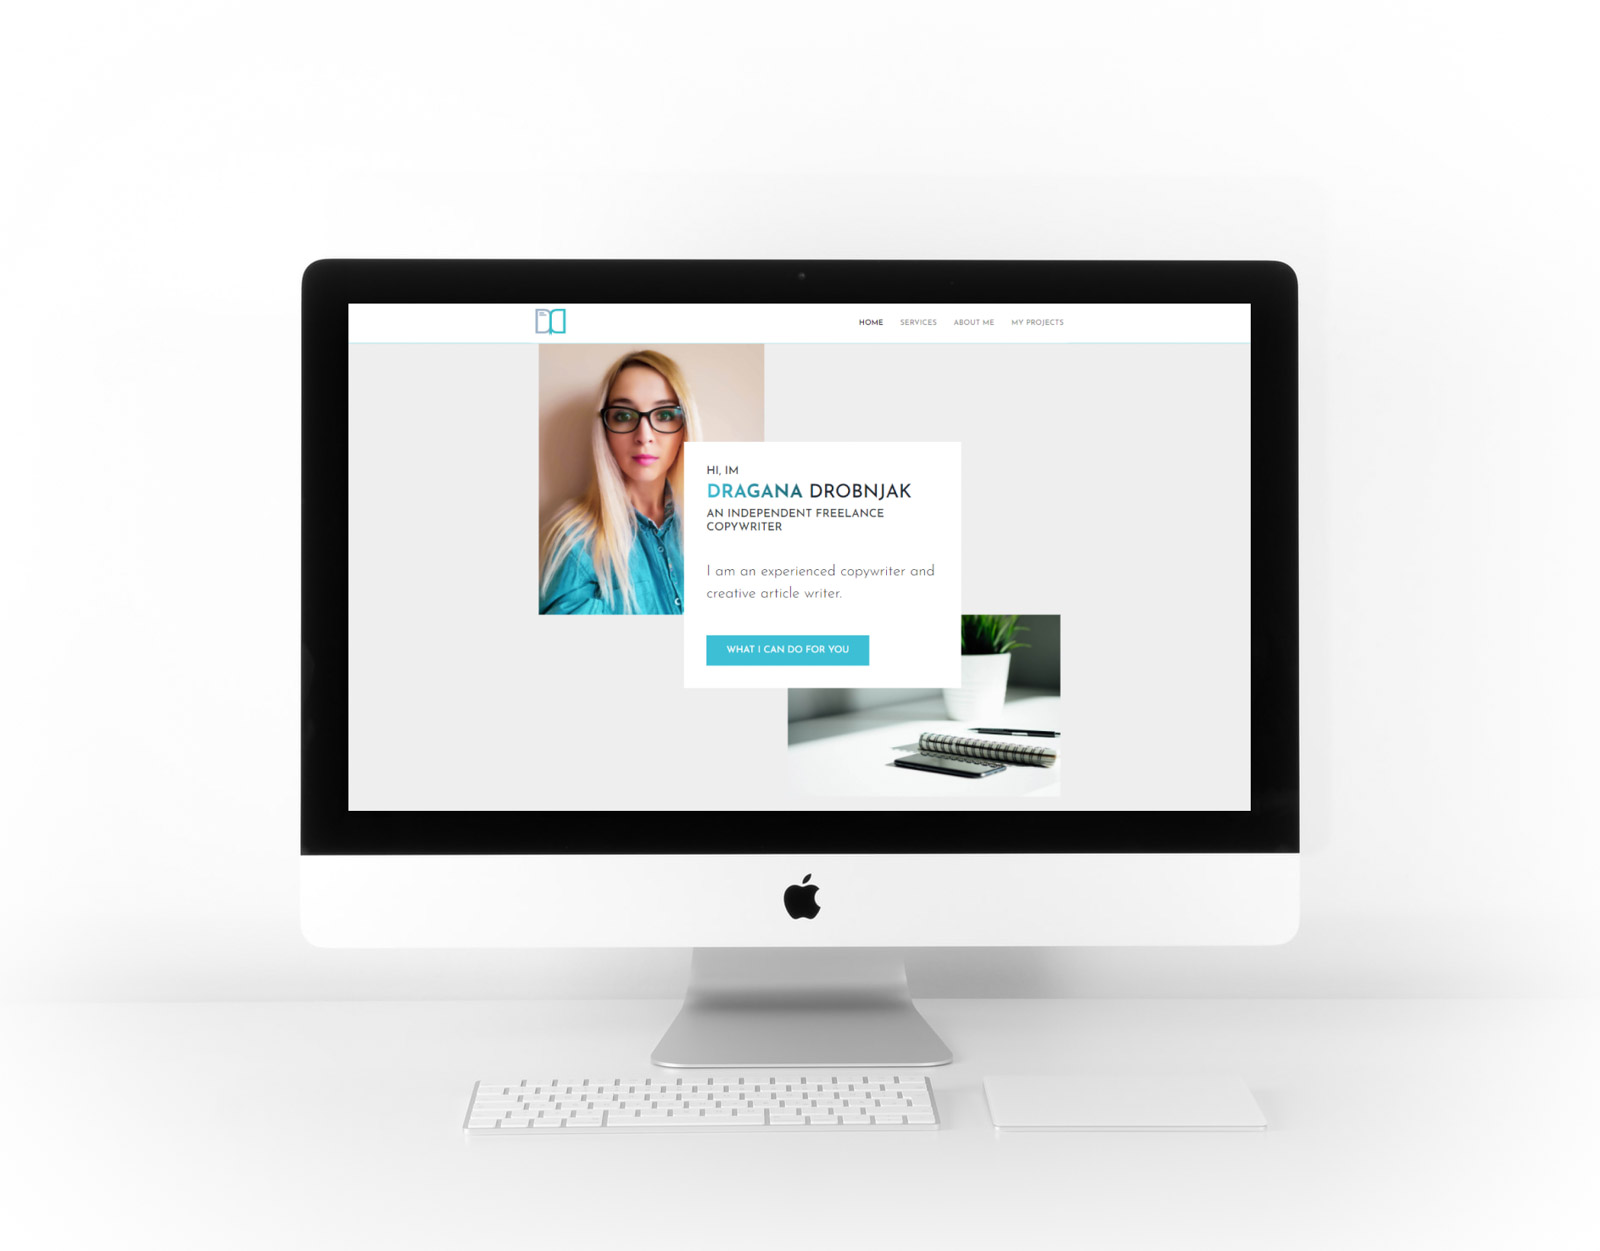 HOME SERVICES ABOUT ME MY PROJECTS
HI, IM
DRAGANA DROBNJAK
AN INDEPENDENT FREELANCE
COPYWRITER
I am an experienced copywriter and
creative article writer.
WHAT I CAN DO FOR YOU